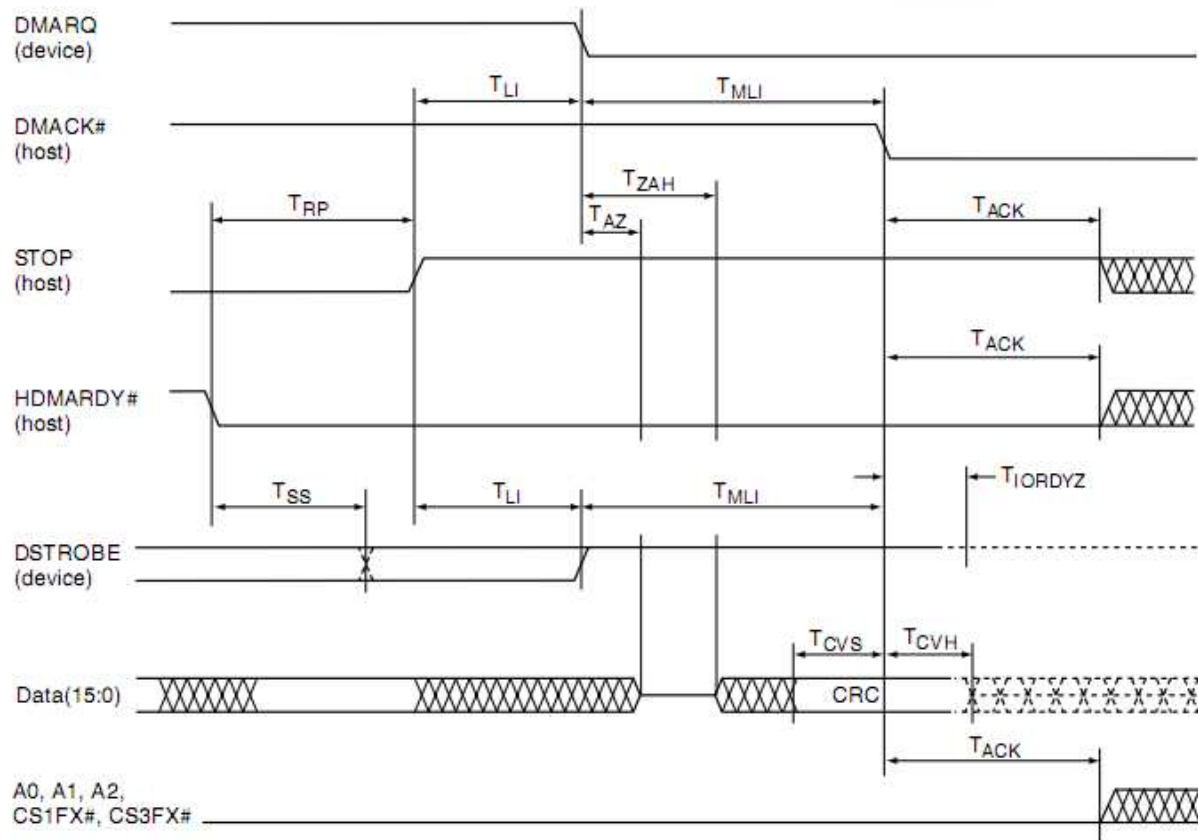 DMARQ
(device)
T_LI
T_MLI
DMACK#
(host)
T_ZAH
T_RP
T_AZ
T_ACK
STOP
(host)
T_ACK
HDMARDY#
(host)
T_SS
T_LI
T_MLI
T_IORDYZ
DSTROBE
(device)
T_CVS
T_CVH
Data(15:0)
CRC
T_ACK
A0, A1, A2,
CS1FX#, CS3FX#